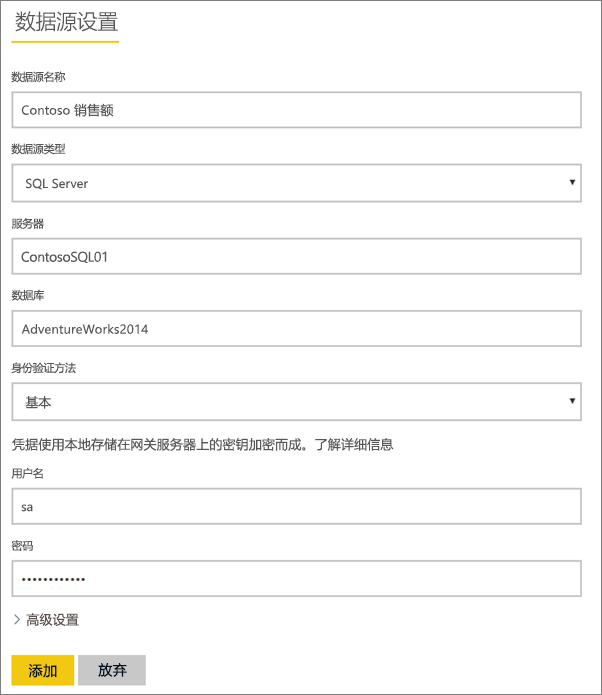 数据源设置
数据源名称
Contoso 销售额
数据源类型
SQL Server
服务器
ContosoSQL01
数据库
AdventureWorks2014
身份验证方法
基本
凭据使用本地存储在网关服务器上的密钥加密而成。了解详细信息
用户名
sa
密码
••••••••••••
高级设置
添加 放弃